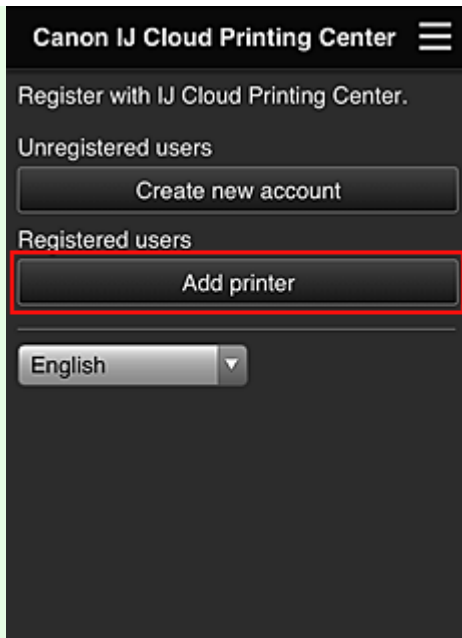 Canon IJ Cloud Printing Center
Register with IJ Cloud Printing Center.
Unregistered users
Create new account
Registered users
Add printer
English